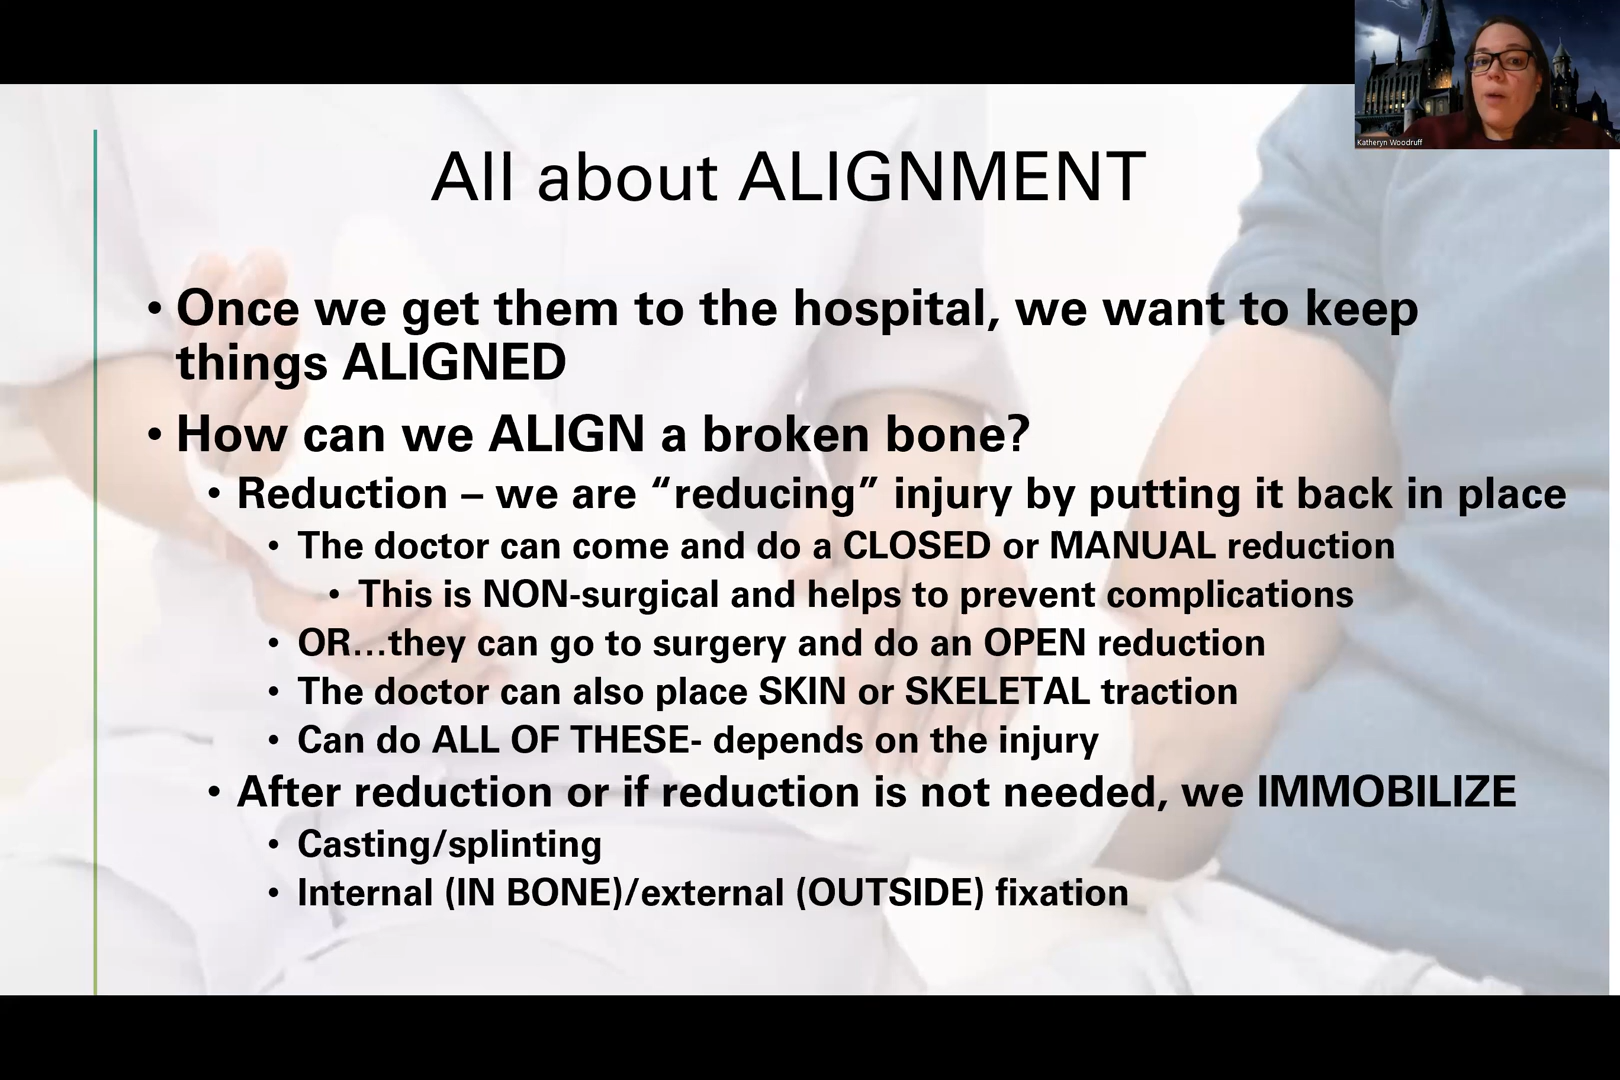 Katheryn Woodruff
All about ALIGNMENT
• Once we get them to the hospital, we want to keep
things ALIGNED
• How can we ALIGN a broken bone?
• Reduction – we are “reducing” injury by putting it back in place
• The doctor can come and do a CLOSED or MANUAL reduction
• This is NON-surgical and helps to prevent complications
• OR…they can go to surgery and do an OPEN reduction
• The doctor can also place SKIN or SKELETAL traction
• Can do ALL OF THESE- depends on the injury
• After reduction or if reduction is not needed, we IMMOBILIZE
• Casting/splinting
• Internal (IN BONE)/external (OUTSIDE) fixation